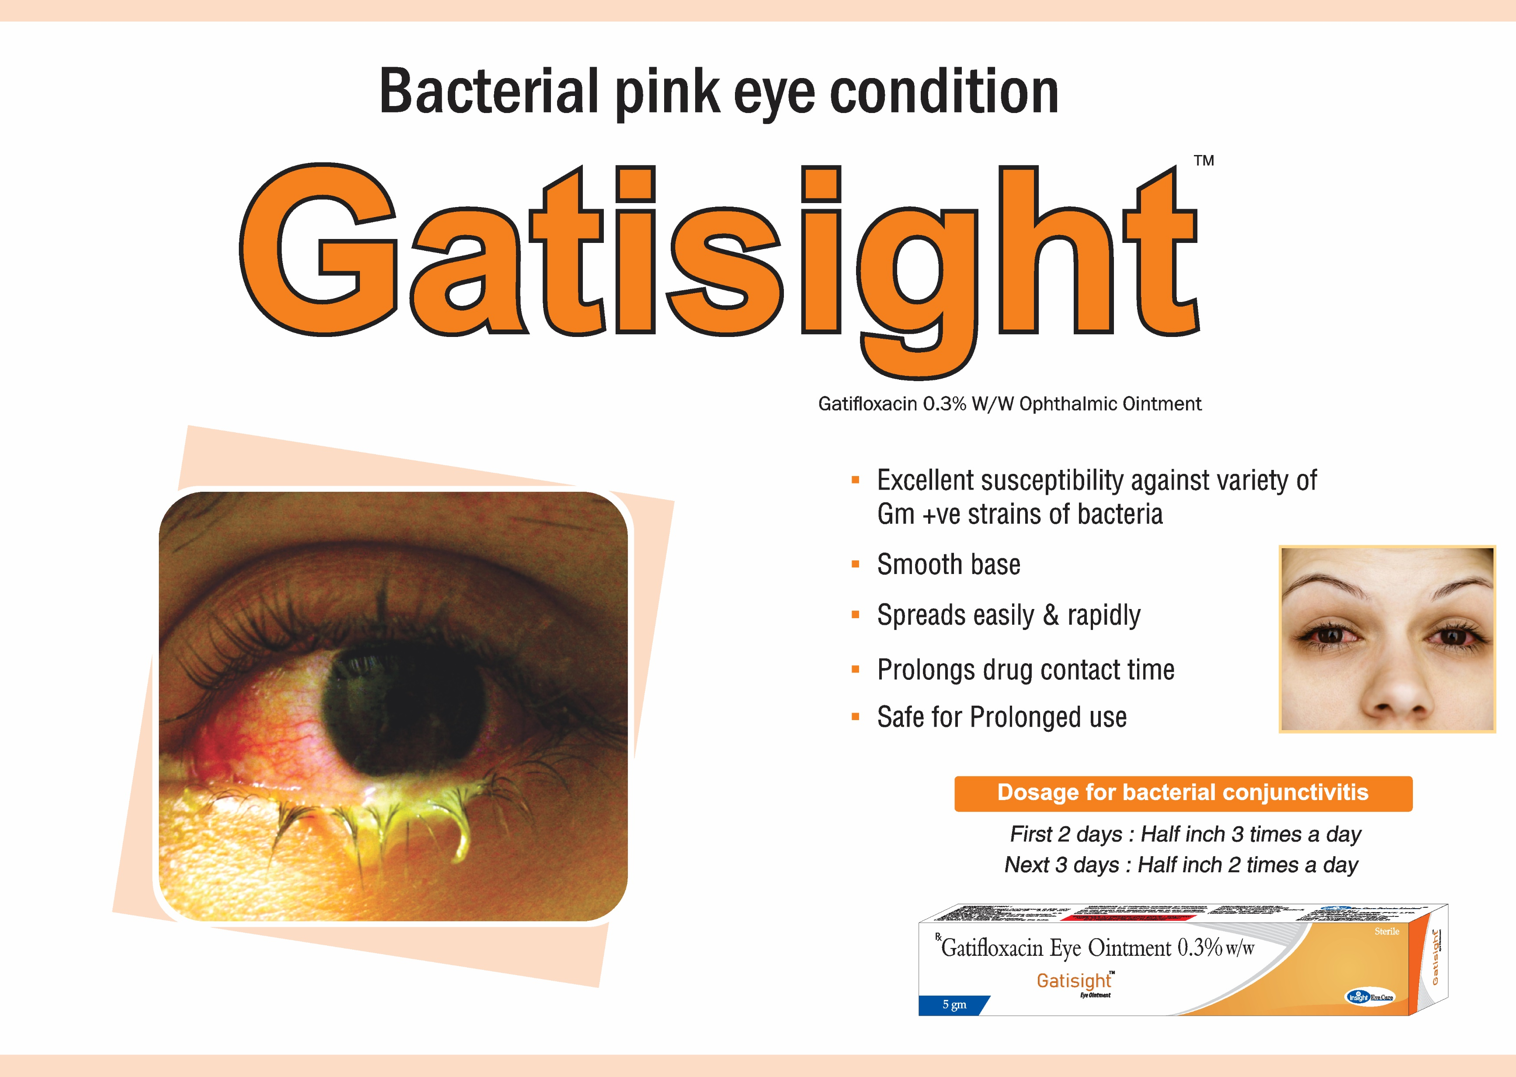 Bacterial pink eye condition
Gatisight™
Gatifloxacin 0.3% W/W Ophthalmic Ointment
▪ Excellent susceptibility against variety of
Gm +ve strains of bacteria
▪ Smooth base
▪ Spreads easily & rapidly
▪ Prolongs drug contact time
▪ Safe for Prolonged use
Dosage for bacterial conjunctivitis
First 2 days : Half inch 3 times a day
Next 3 days : Half inch 2 times a day
℞Gatifloxacin Eye Ointment 0.3% w/w
Sterile
Gatisight™
Eye Ointment
5 gm
Insight Eye Care
Gatisight™